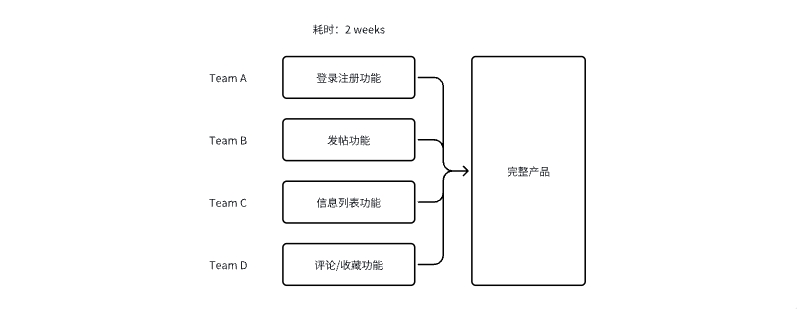 耗时：2 weeks
Team A
登录注册功能
Team B
发帖功能
Team C
信息列表功能
Team D
评论/收藏功能
完整产品